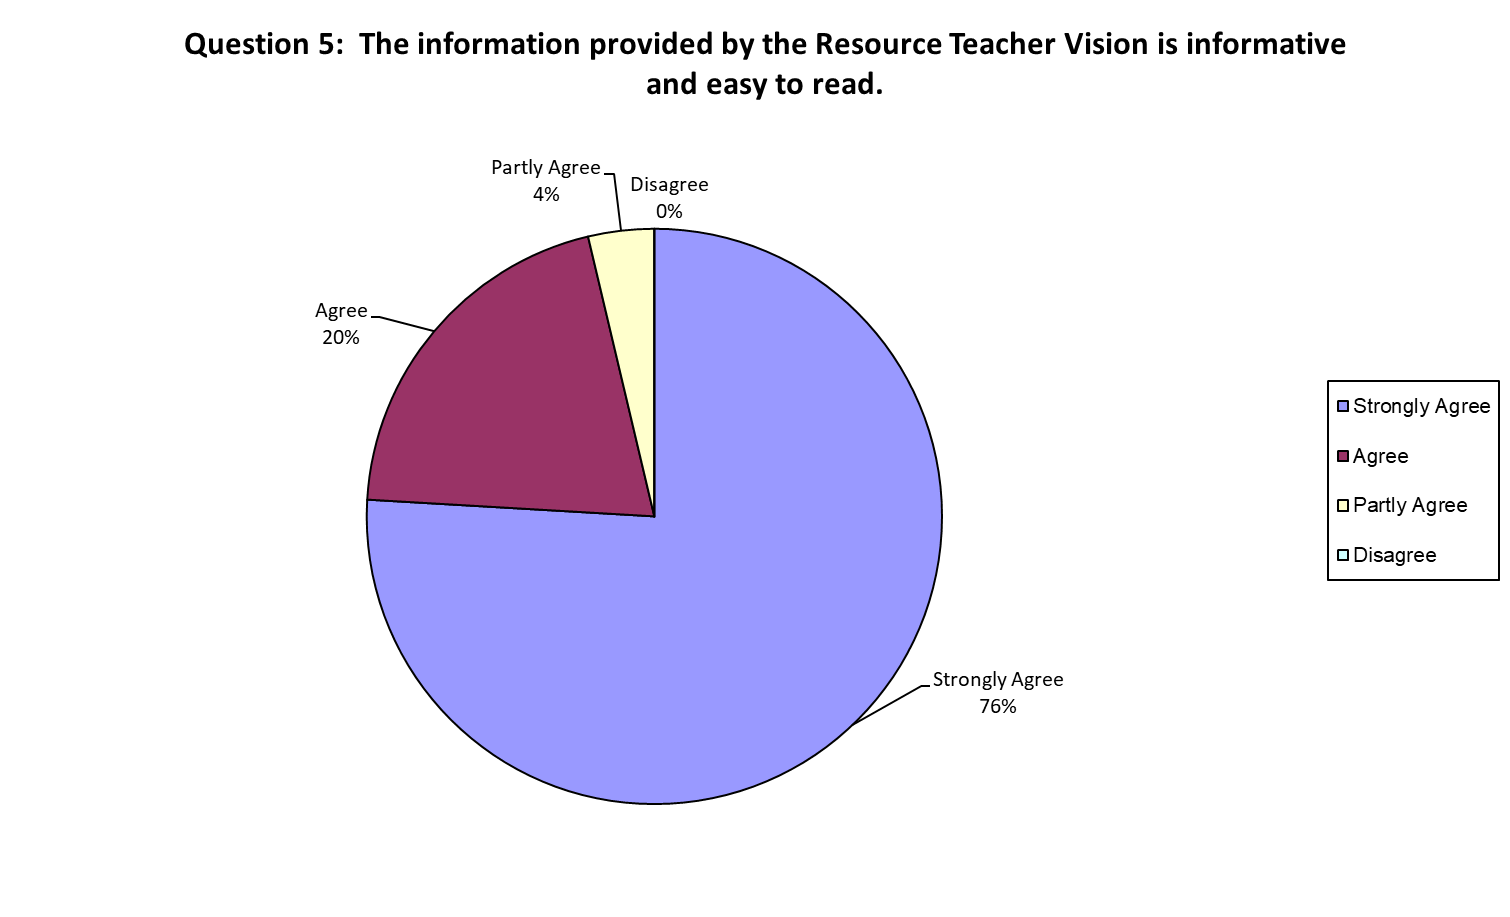 Question 5:  The information provided by the Resource Teacher Vision is informative
and easy to read.
Partly Agree
4%
Disagree
0%
Agree
20%
Strongly Agree
76%
Strongly Agree
Agree
Partly Agree
Disagree